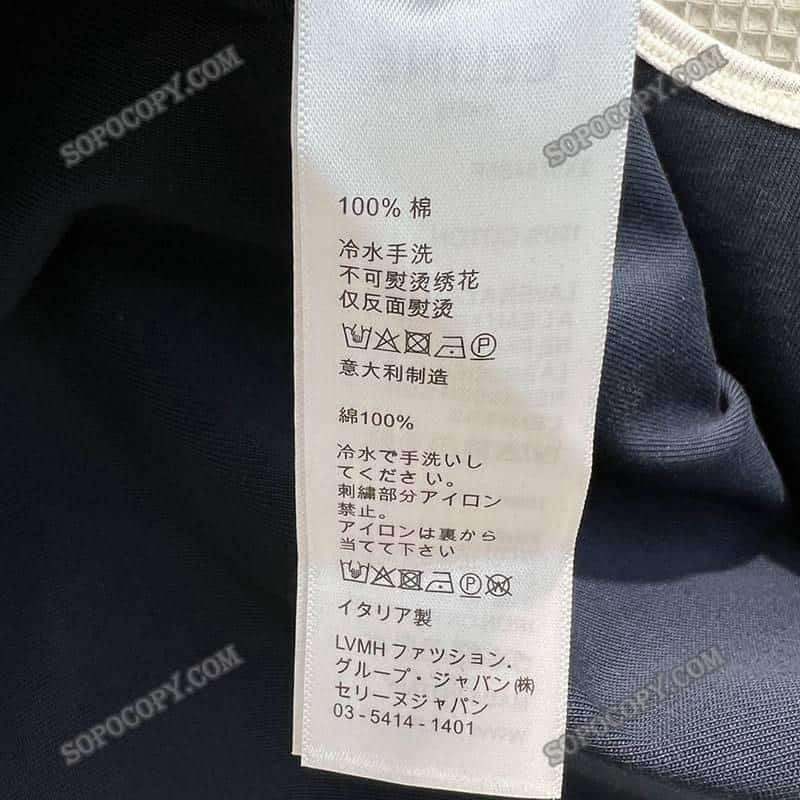 SOPOCOPY.COM
SOPOCOPY.COM
100% 棉
冷水手洗
不可熨烫绣花
仅反面熨烫
P
意大利制造
綿100%
冷水で手洗いし
てください。
刺繍部分アイロン
禁止。
アイロンは裏から
当てて下さい
P W
イタリア製
LVMH ファッション.
グループ・ジャパン(株)
セリーヌジャパン
03-5414-1401
SOPOCOPY.COM
SOPOCOPY.COM